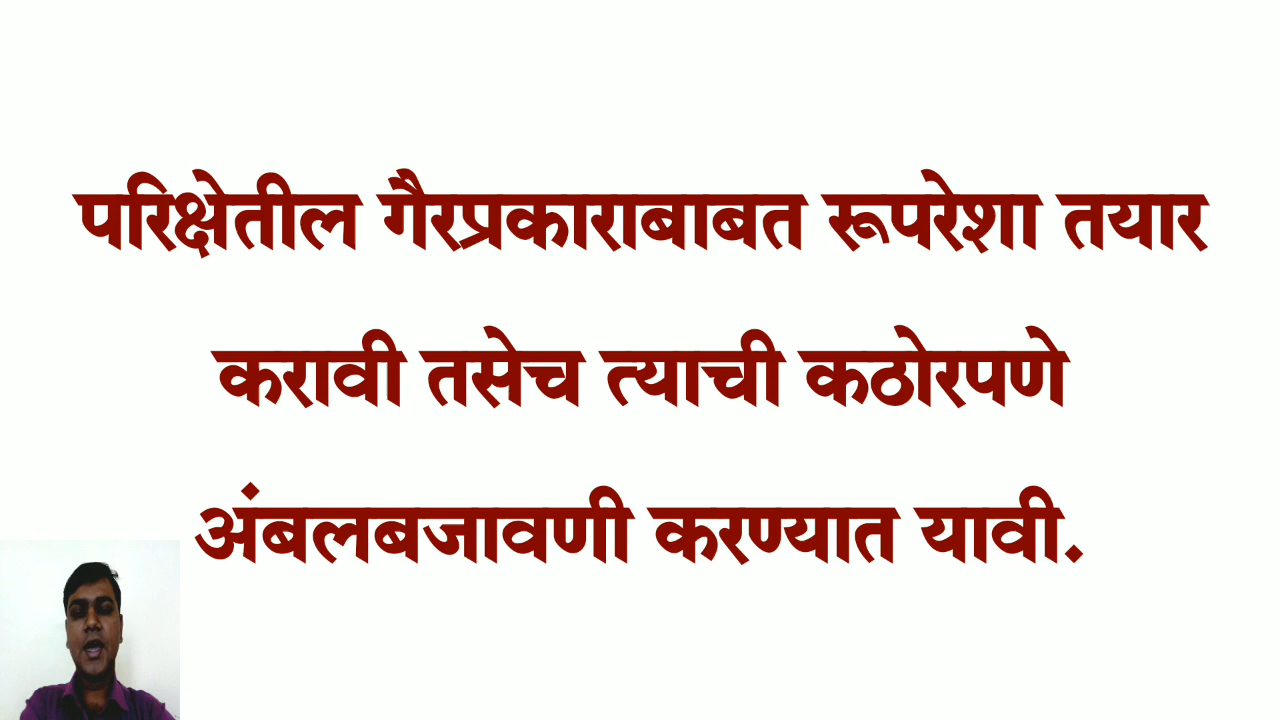 परिक्षेतील गैरप्रकाराबाबत रूपरेशा तयार
करावी तसेच त्याची कठोरपणे
अंबलबजावणी करण्यात यावी.